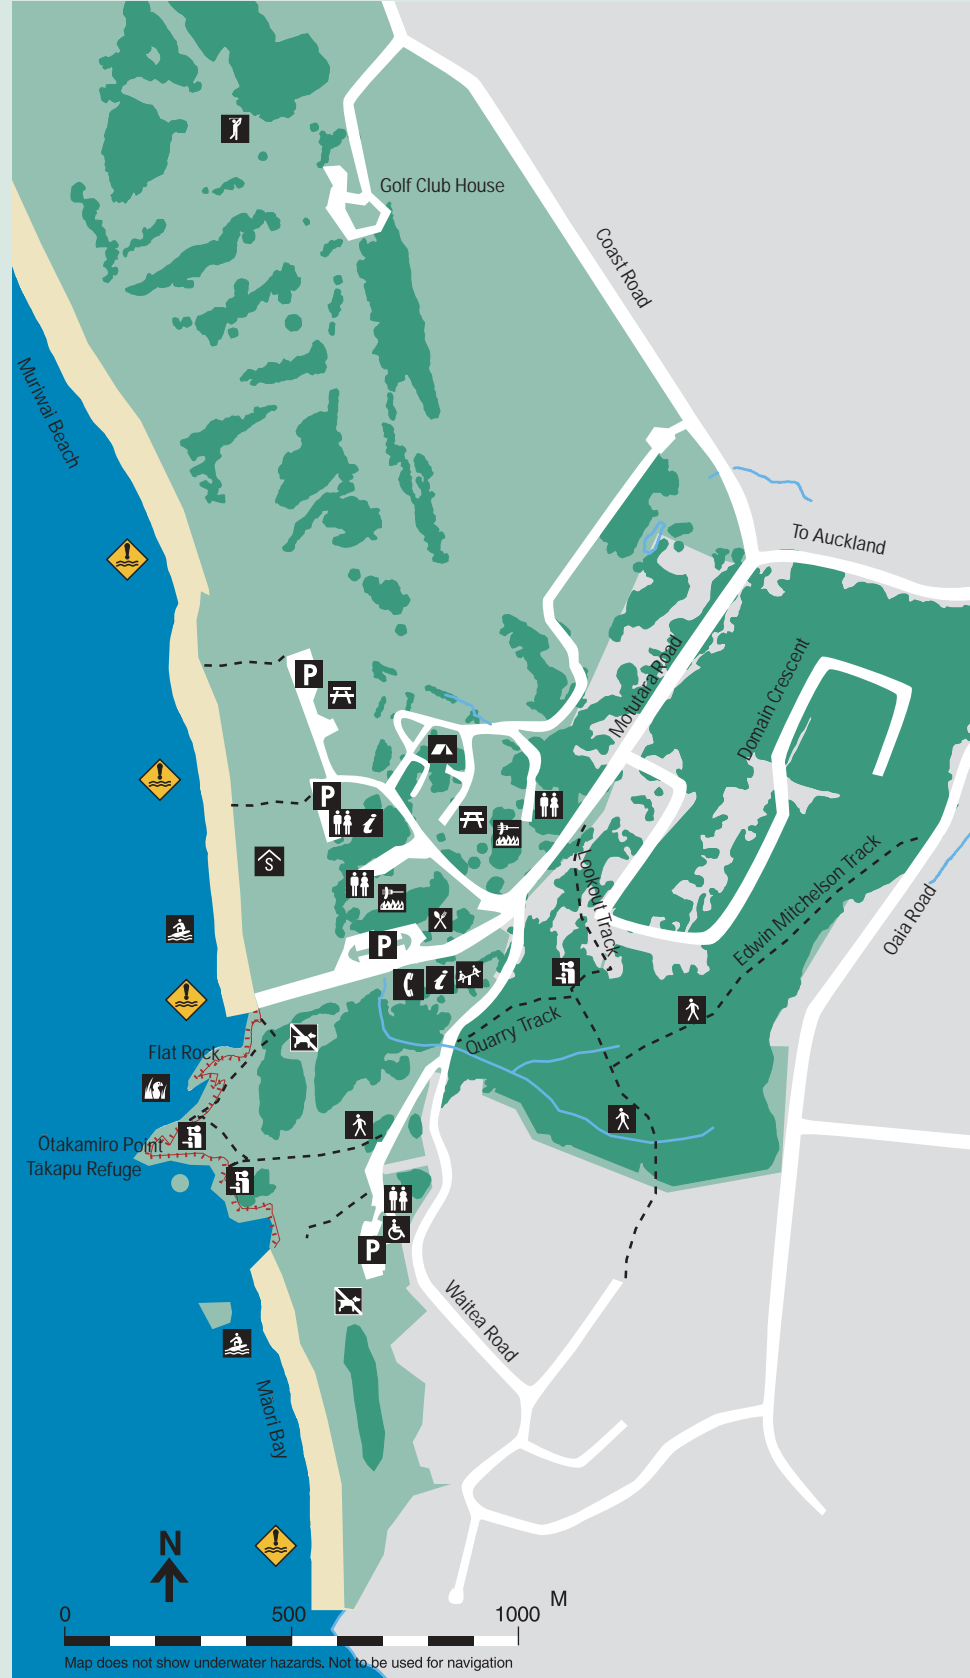 Golf Club House
Coast Road
Muriwai Beach
To Auckland
Motutara Road
Domain Crescent
P
P
i
S
Lookout Track
Edwin Mitchelson Track
Oaia Road
P
i
Quarry Track
Flat Rock
Otakamiro Point
Takapu Refuge
P
Waitea Road
Māori Bay
N
0 500 1000 M
Map does not show underwater hazards. Not to be used for navigation